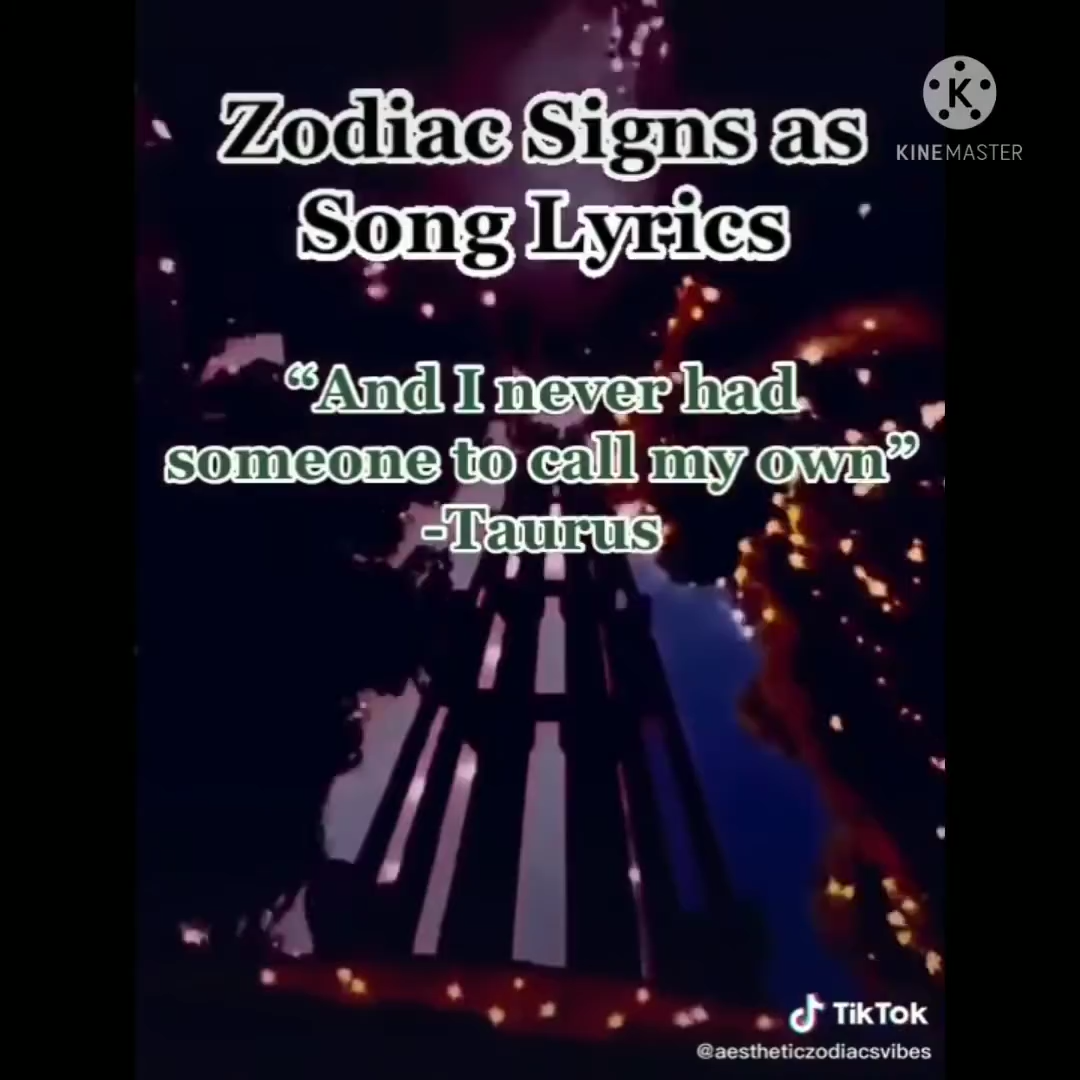 Zodiac Signs as
Song Lyrics
K
KINEMASTER
“And I never had
someone to call my own”
-Taurus
TikTok
@aestheticzodiacsvibes